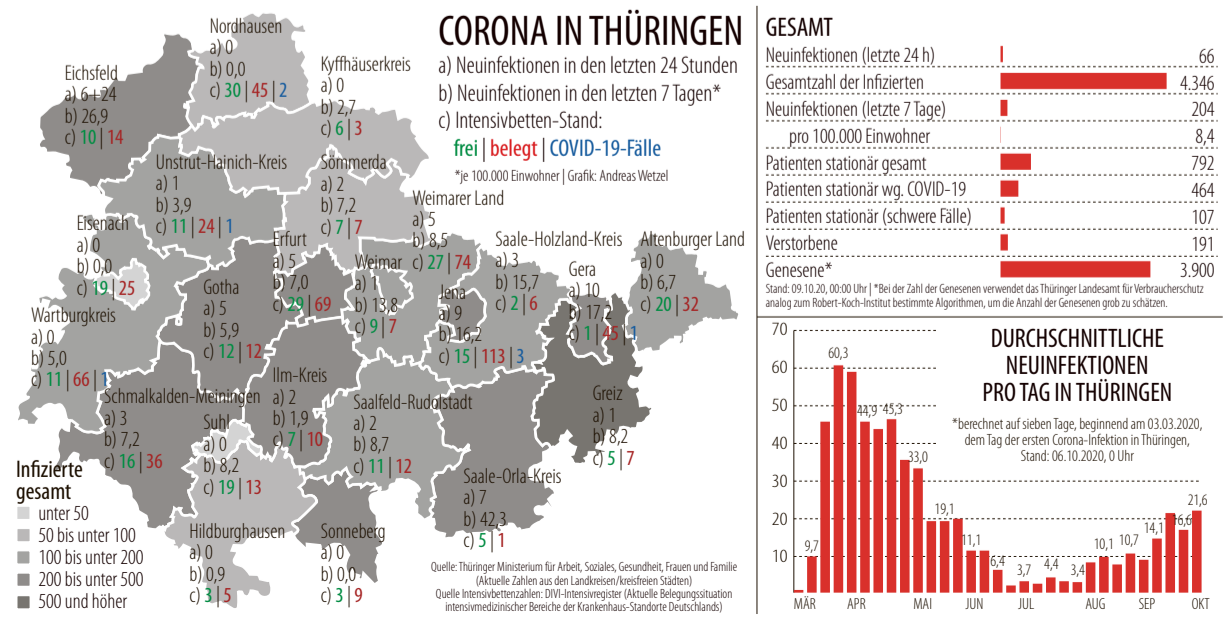 CORONA IN THÜRINGEN
a) Neuinfektionen in den letzten 24 Stunden
b) Neuinfektionen in den letzten 7 Tagen*
c) Intensivbetten-Stand:
frei | belegt | COVID-19-Fälle
*je 100.000 Einwohner | Grafik: Andreas Wetzel
Nordhausen
a) 0
b) 0,0
c) 30 | 45 | 2
Eichsfeld
a) 6+24
b) 26,9
c) 10 | 14
Kyffhäuserkreis
a) 0
b) 2,7
c) 6 | 3
Unstrut-Hainich-Kreis
a) 1
b) 3,9
c) 11 | 24 | 1
Sömmerda
a) 2
b) 7,2
c) 7 | 7
Weimarer Land
a) 5
b) 8,5
c) 27 | 74
Eisenach
a) 0
b) 0,0
c) 19 | 25
Erfurt
a) 5
b) 7,0
c) 29 | 69
Saale-Holzland-Kreis
a) 3
b) 15,7
c) 2 | 6
Altenburger Land
a) 0
b) 6,7
c) 20 | 32
Weimar
a) 1
b) 13,8
c) 9 | 7
Gera
a) 10
b) 17,2
c) 1 | 45 | 1
Gotha
a) 5
b) 5,9
c) 12 | 12
Jena
a) 9
b) 16,2
c) 15 | 113 | 3
Wartburgkreis
a) 0
b) 5,0
c) 11 | 66 | 1
Schmalkalden-Meiningen
a) 3
b) 7,2
c) 16 | 36
Ilm-Kreis
a) 2
b) 1,9
c) 7 | 10
Saalfeld-Rudolstadt
a) 2
b) 8,7
c) 11 | 12
Greiz
a) 1
b) 8,2
c) 5 | 7
Suhl
a) 0
b) 8,2
c) 19 | 13
Saale-Orla-Kreis
a) 7
b) 42,3
c) 5 | 1
Hildburghausen
a) 0
b) 0,9
c) 3 | 5
Sonneberg
a) 0
b) 0,0
c) 3 | 9
Infizierte
gesamt
unter 50
50 bis unter 100
100 bis unter 200
200 bis unter 500
500 und höher
Quelle: Thüringer Ministerium für Arbeit, Soziales, Gesundheit, Frauen und Familie
(Aktuelle Zahlen aus den Landkreisen/kreisfreien Städten)
Quelle Intensivbettenzahlen: DIVI-Intensivregister (Aktuelle Belegungssituation
intensivmedizinischer Bereiche der Krankenhaus-Standorte Deutschlands)
GESAMT
Neuinfektionen (letzte 24 h) 66
Gesamtzahl der Infizierten 4.346
Neuinfektionen (letzte 7 Tage) 204
pro 100.000 Einwohner 8,4
Patienten stationär gesamt 792
Patienten stationär wg. COVID-19 464
Patienten stationär (schwere Fälle) 107
Verstorbene 191
Genesene* 3.900
Stand: 09.10.20, 00:00 Uhr | *Bei der Zahl der Genesenen verwendet das Thüringer Landesamt für Verbraucherschutz
analog zum Robert-Koch-Institut bestimmte Algorithmen, um die Anzahl der Genesenen grob zu schätzen.
DURCHSCHNITTLICHE
NEUINFEKTIONEN
PRO TAG IN THÜRINGEN
*berechnet auf sieben Tage, beginnend am 03.03.2020,
dem Tag der ersten Corona-Infektion in Thüringen,
Stand: 06.10.2020, 0 Uhr
70
60
50
40
30
20
10
9,7
60,3
44,9
45,3
33,0
19,1
11,1
6,4
3,7
4,4
3,4
10,1
10,7
14,1
16,6
21,6
MÄR APR MAI JUN JUL AUG SEP OKT